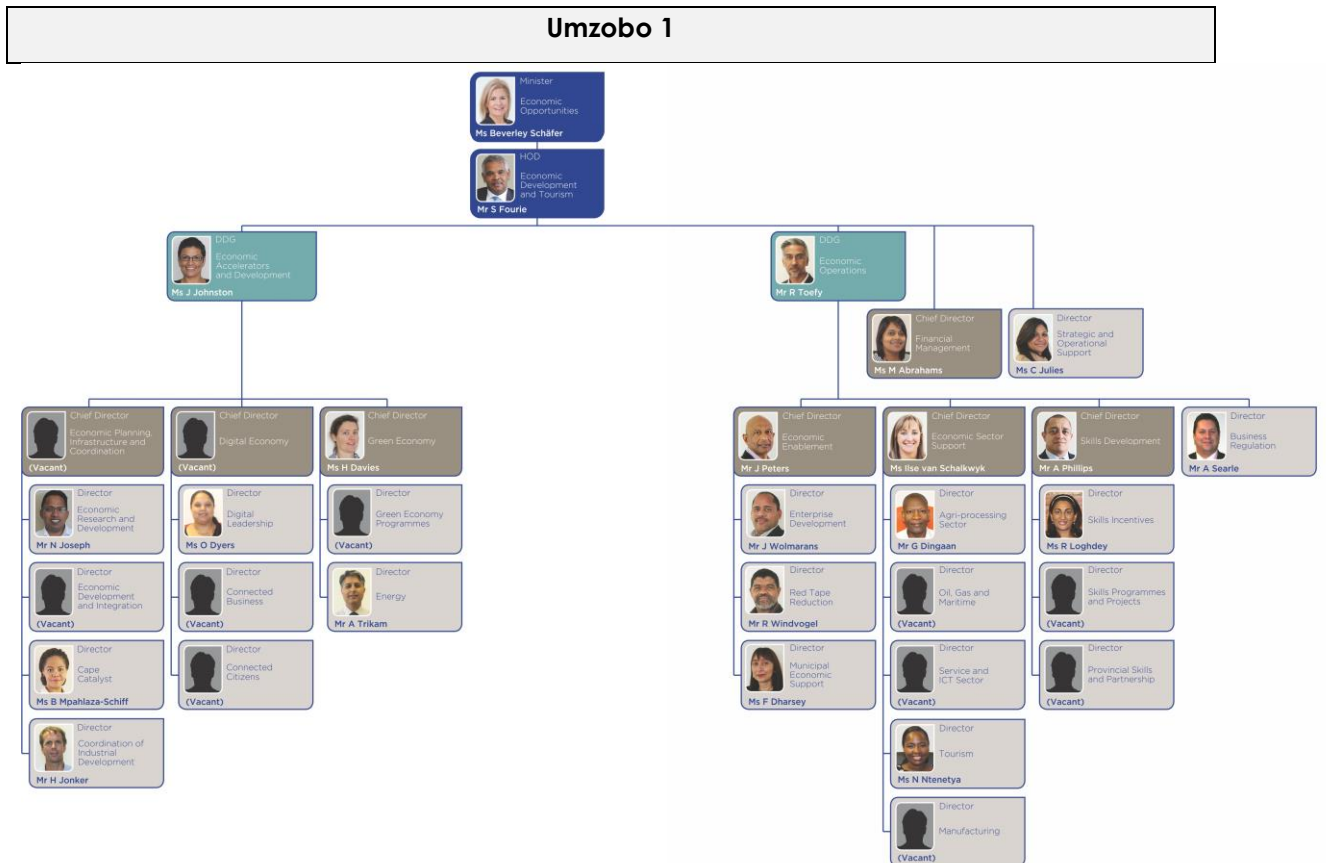 Umzobo 1
Minister
Economic
Opportunities
Ms Beverley Schäfer
HOD
Economic
Development
and Tourism
Mr S Fourie
DDG
Economic
Accelerators
and Development
Ms J Johnston
DDG
Economic
Operations
Mr R Toefy
Chief Director
Financial
Management
Ms M Abrahams
Director
Strategic and
Operational
Support
Ms C Julies
Chief Director
Economic Planning,
Infrastructure and
Coordination
(Vacant)
Director
Economic
Research and
Development
Mr N Joseph
Director
Economic
Development
and Integration
(Vacant)
Director
Cape
Catalyst
Ms B Mpahlaza-Schiff
Director
Coordination of
Industrial
Development
Mr H Jonker
Chief Director
Digital Economy
(Vacant)
Director
Digital
Leadership
Ms O Dyers
Director
Connected
Business
(Vacant)
Director
Connected
Citizens
(Vacant)
Chief Director
Green Economy
Ms H Davies
Director
Green Economy
Programmes
(Vacant)
Director
Energy
Mr A Trikam
Chief Director
Economic
Enablement
Mr J Peters
Director
Enterprise
Development
Mr J Wolmarans
Director
Red Tape
Reduction
Mr R Windvogel
Director
Municipal
Economic
Support
Ms F Dharsey
Chief Director
Economic Sector
Support
Ms Ilse van Schalkwyk
Director
Agri-processing
Sector
Mr G Dingaan
Director
Oil, Gas and
Maritime
(Vacant)
Director
Service and
ICT Sector
(Vacant)
Director
Tourism
Ms N Ntenetya
Director
Manufacturing
(Vacant)
Chief Director
Skills Development
Mr A Phillips
Director
Skills Incentives
Ms R Loghdey
Director
Skills Programmes
and Projects
(Vacant)
Director
Provincial Skills
and Partnership
(Vacant)
Director
Business
Regulation
Mr A Searle